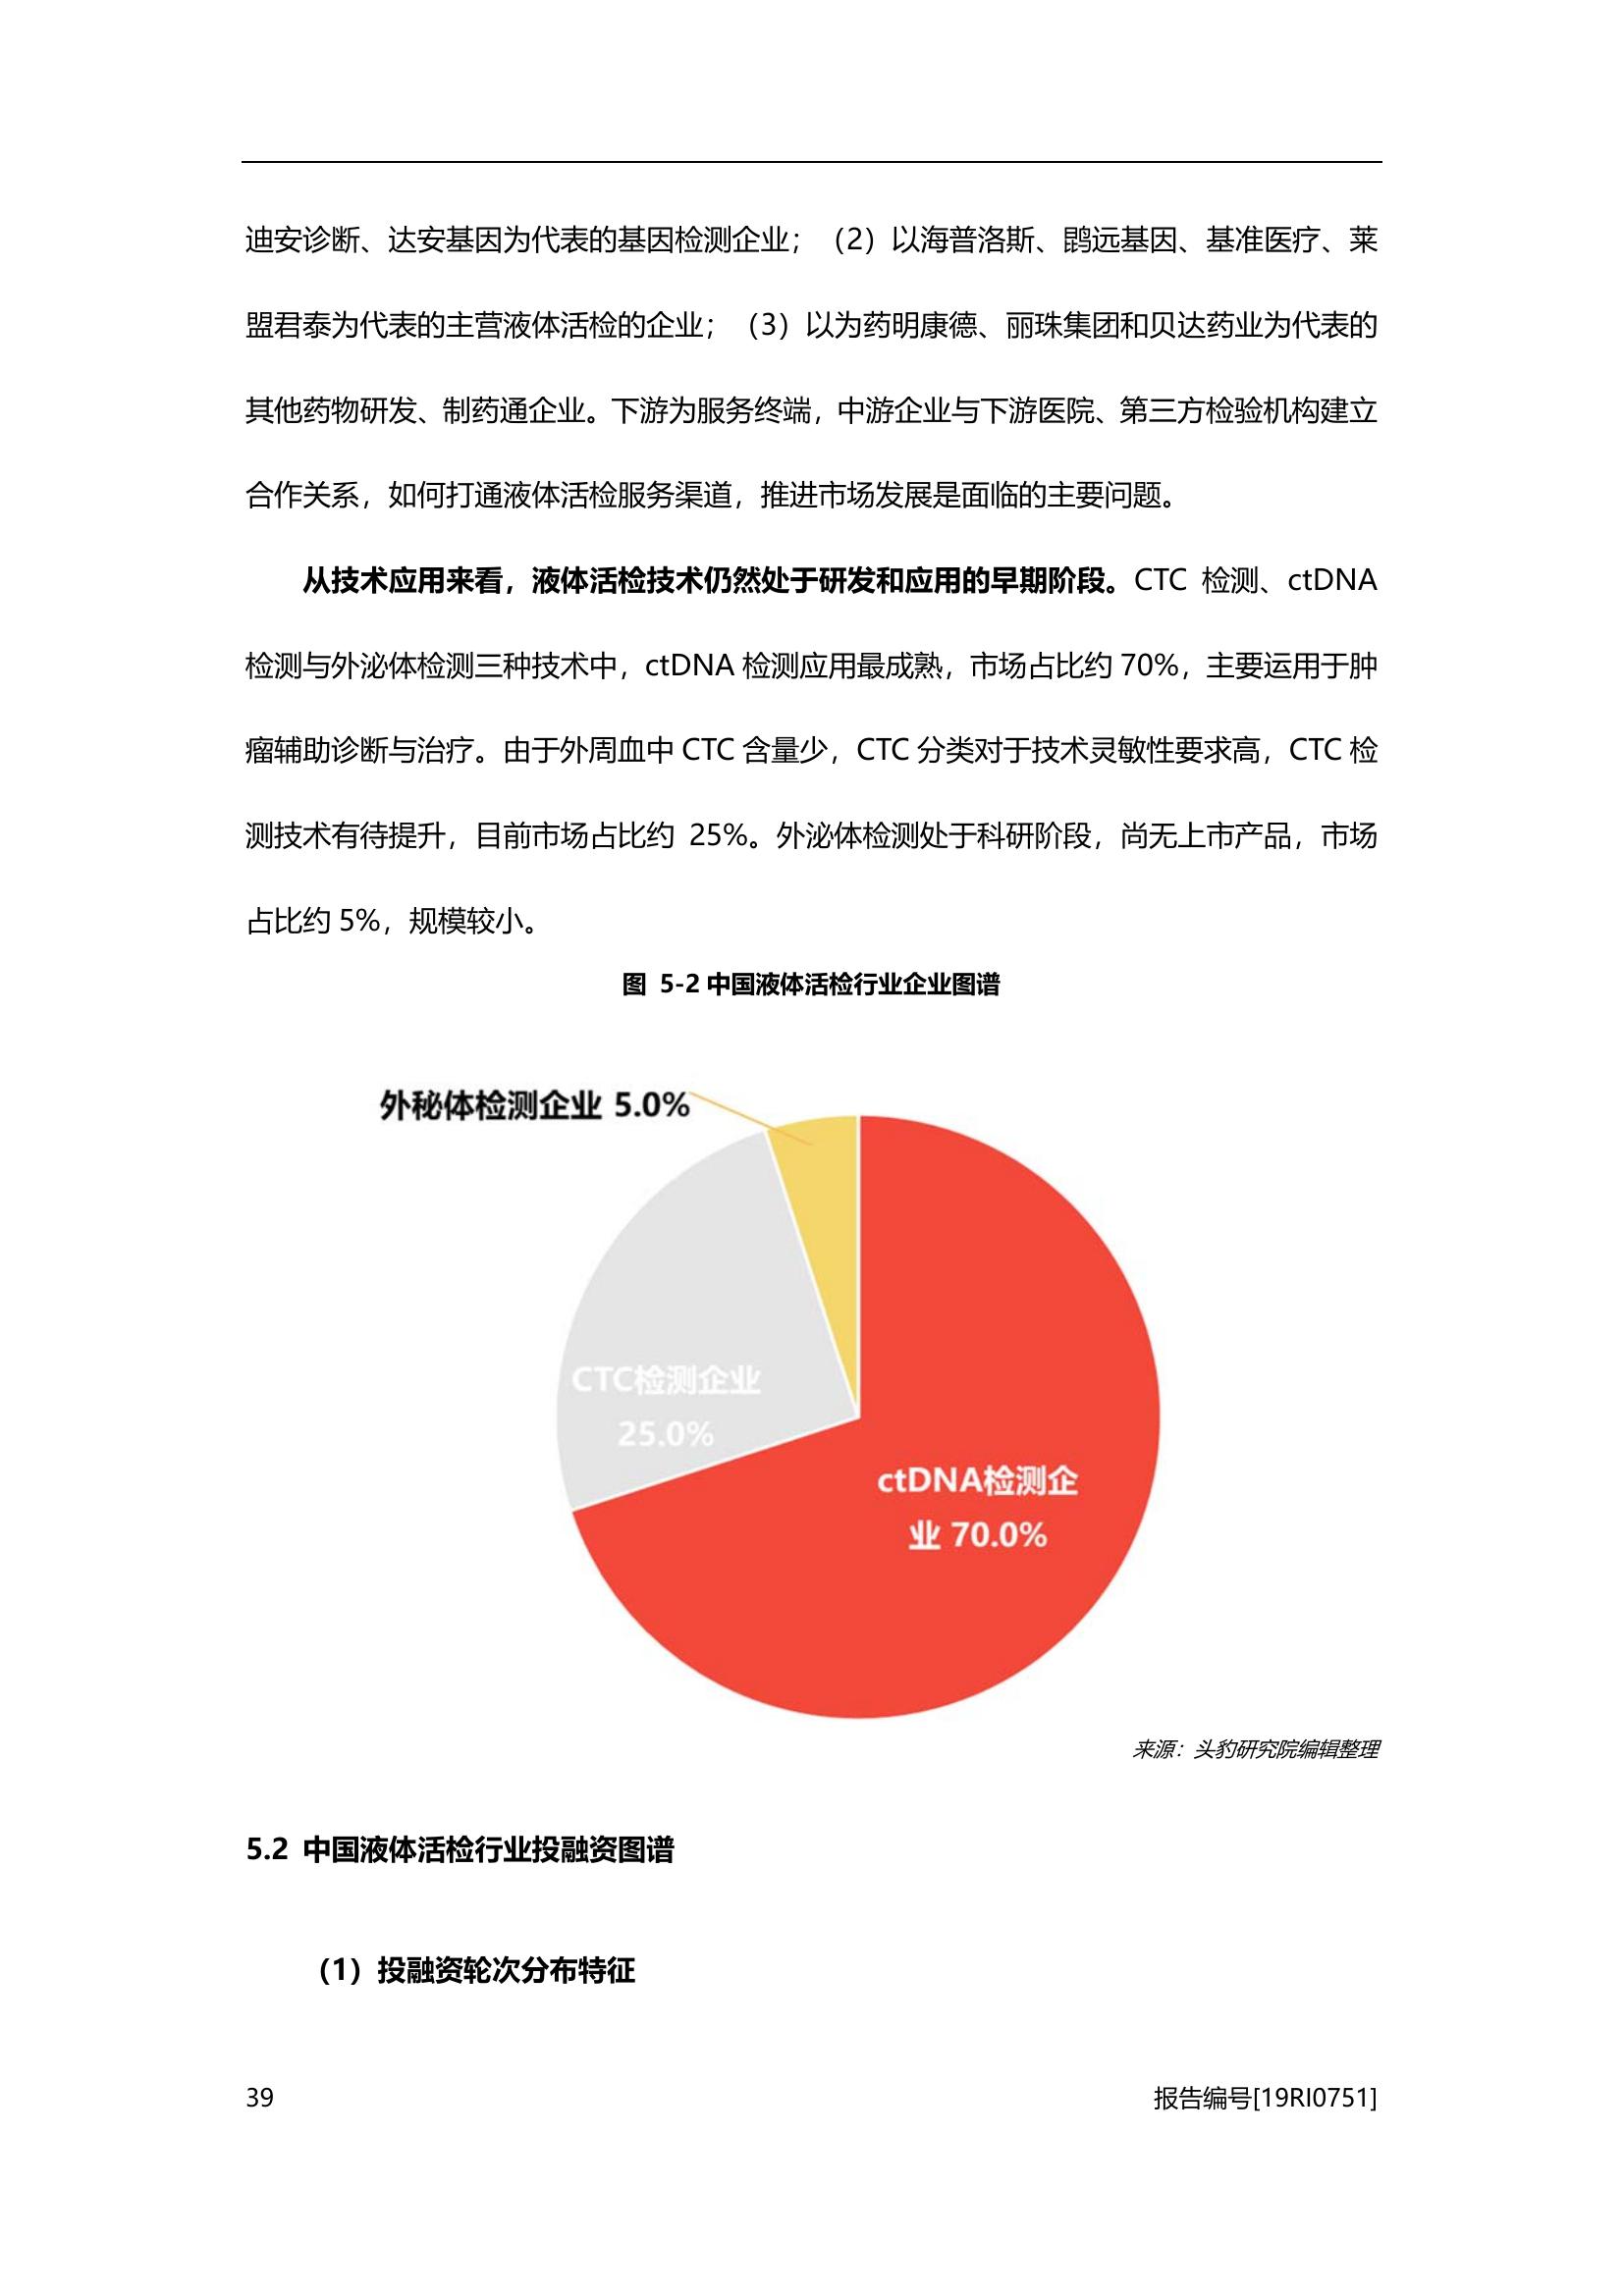 迪安诊断、达安基因为代表的基因检测企业；（2）以海普洛斯、鹍远基因、基准医疗、莱
盟君泰为代表的主营液体活检的企业；（3）以为药明康德、丽珠集团和贝达药业为代表的
其他药物研发、制药通企业。下游为服务终端，中游企业与下游医院、第三方检验机构建立
合作关系，如何打通液体活检服务渠道，推进市场发展是面临的主要问题。
从技术应用来看，液体活检技术仍然处于研发和应用的早期阶段。CTC 检测、ctDNA
检测与外泌体检测三种技术中，ctDNA 检测应用最成熟，市场占比约 70%，主要运用于肿
瘤辅助诊断与治疗。由于外周血中 CTC 含量少，CTC 分类对于技术灵敏性要求高，CTC 检
测技术有待提升，目前市场占比约 25%。外泌体检测处于科研阶段，尚无上市产品，市场
占比约 5%，规模较小。
图 5-2 中国液体活检行业企业图谱
外秘体检测企业 5.0%
CTC检测企业
25.0%
ctDNA检测企
业 70.0%
来源：头豹研究院编辑整理
5.2 中国液体活检行业投融资图谱
（1）投融资轮次分布特征
39
报告编号[19RI0751]